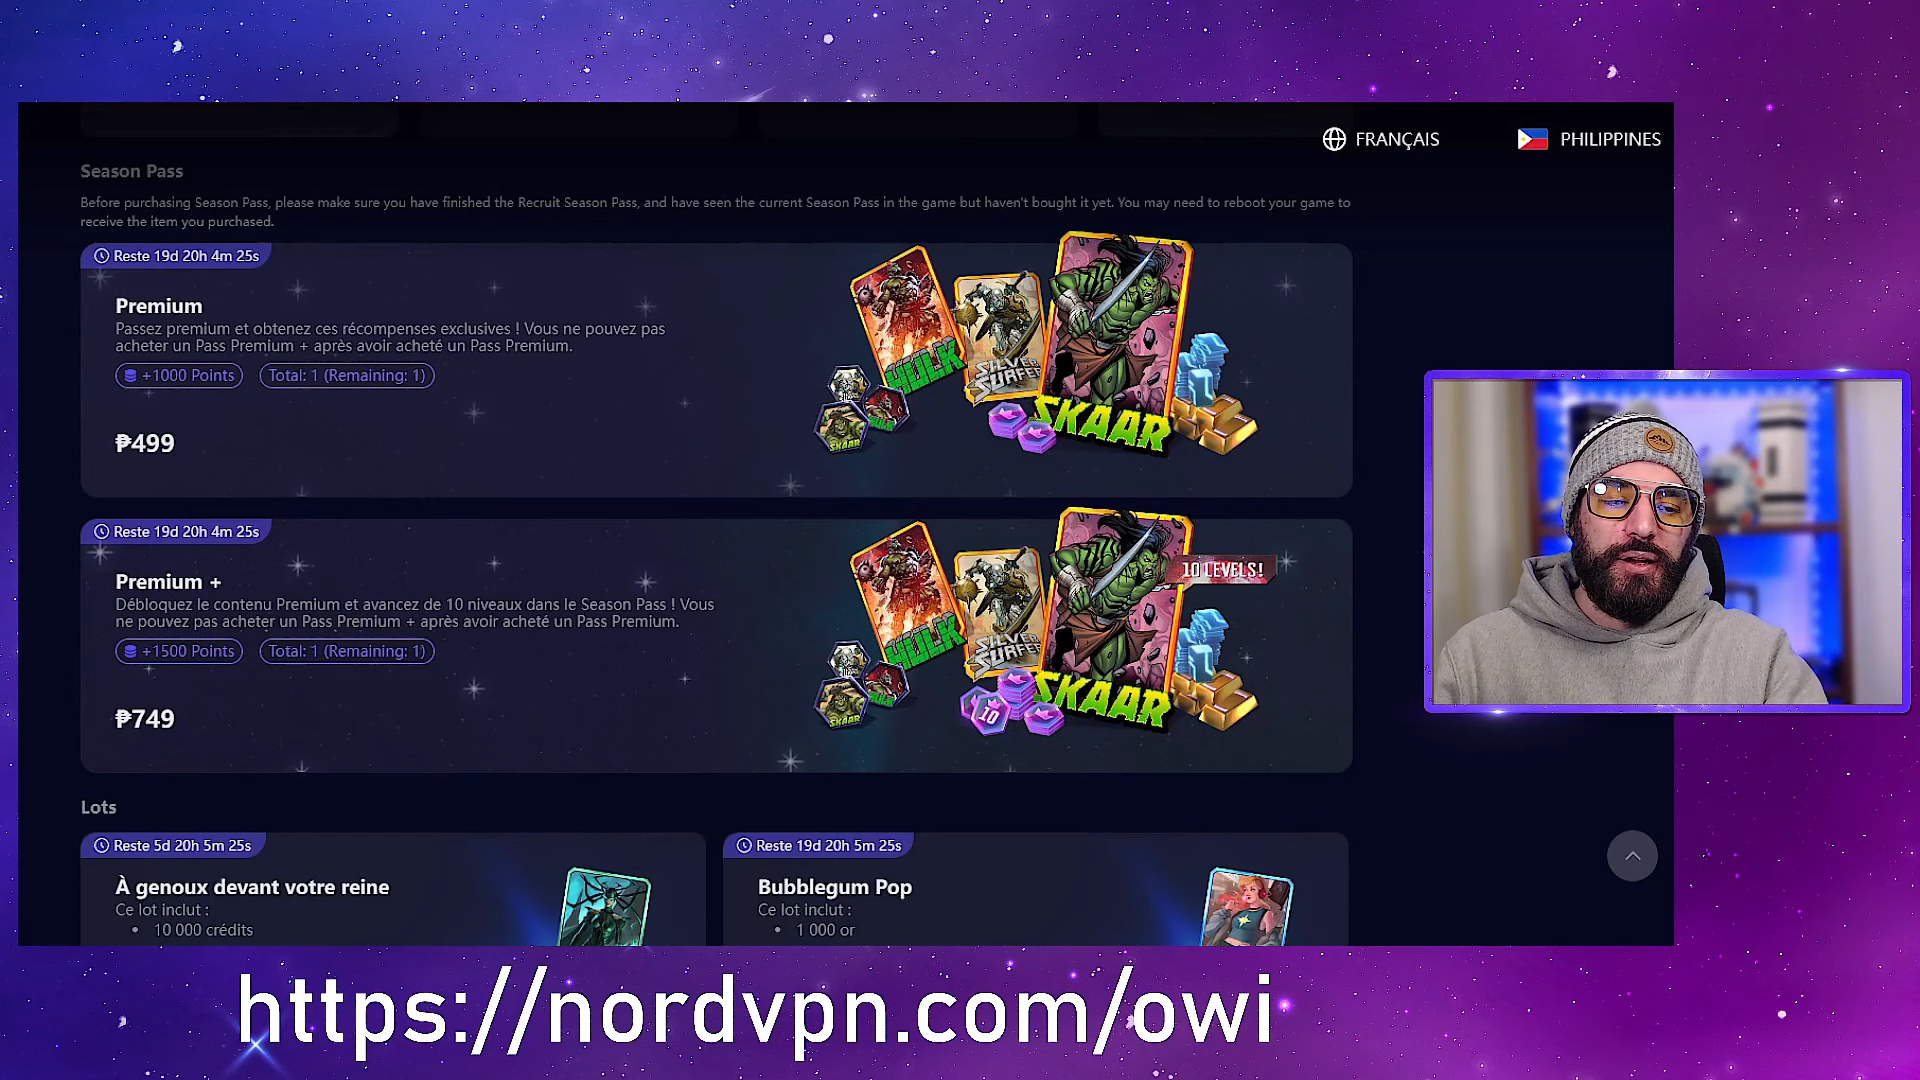 FRANÇAIS
PHILIPPINES
Season Pass
Before purchasing Season Pass, please make sure you have finished the Recruit Season Pass, and have seen the current Season Pass in the game but haven't bought it yet. You may need to reboot your game to
receive the item you purchased.
Reste 19d 20h 4m 25s
Premium
Passez premium et obtenez ces récompenses exclusives ! Vous ne pouvez pas
acheter un Pass Premium + après avoir acheté un Pass Premium.
+1000 Points
Total: 1 (Remaining: 1)
₱499
HULK
SILVER
SURFER
SKAAR
SKAAR
Reste 19d 20h 4m 25s
Premium +
Débloquez le contenu Premium et avancez de 10 niveaux dans le Season Pass ! Vous
ne pouvez pas acheter un Pass Premium + après avoir acheté un Pass Premium.
+1500 Points
Total: 1 (Remaining: 1)
₱749
10 LEVELS!
HULK
SILVER
SURFER
SKAAR
SKAAR
10
Lots
Reste 5d 20h 5m 25s
À genoux devant votre reine
Ce lot inclut :
• 10 000 crédits
Reste 19d 20h 5m 25s
Bubblegum Pop
Ce lot inclut :
• 1 000 or
https://nordvpn.com/owi